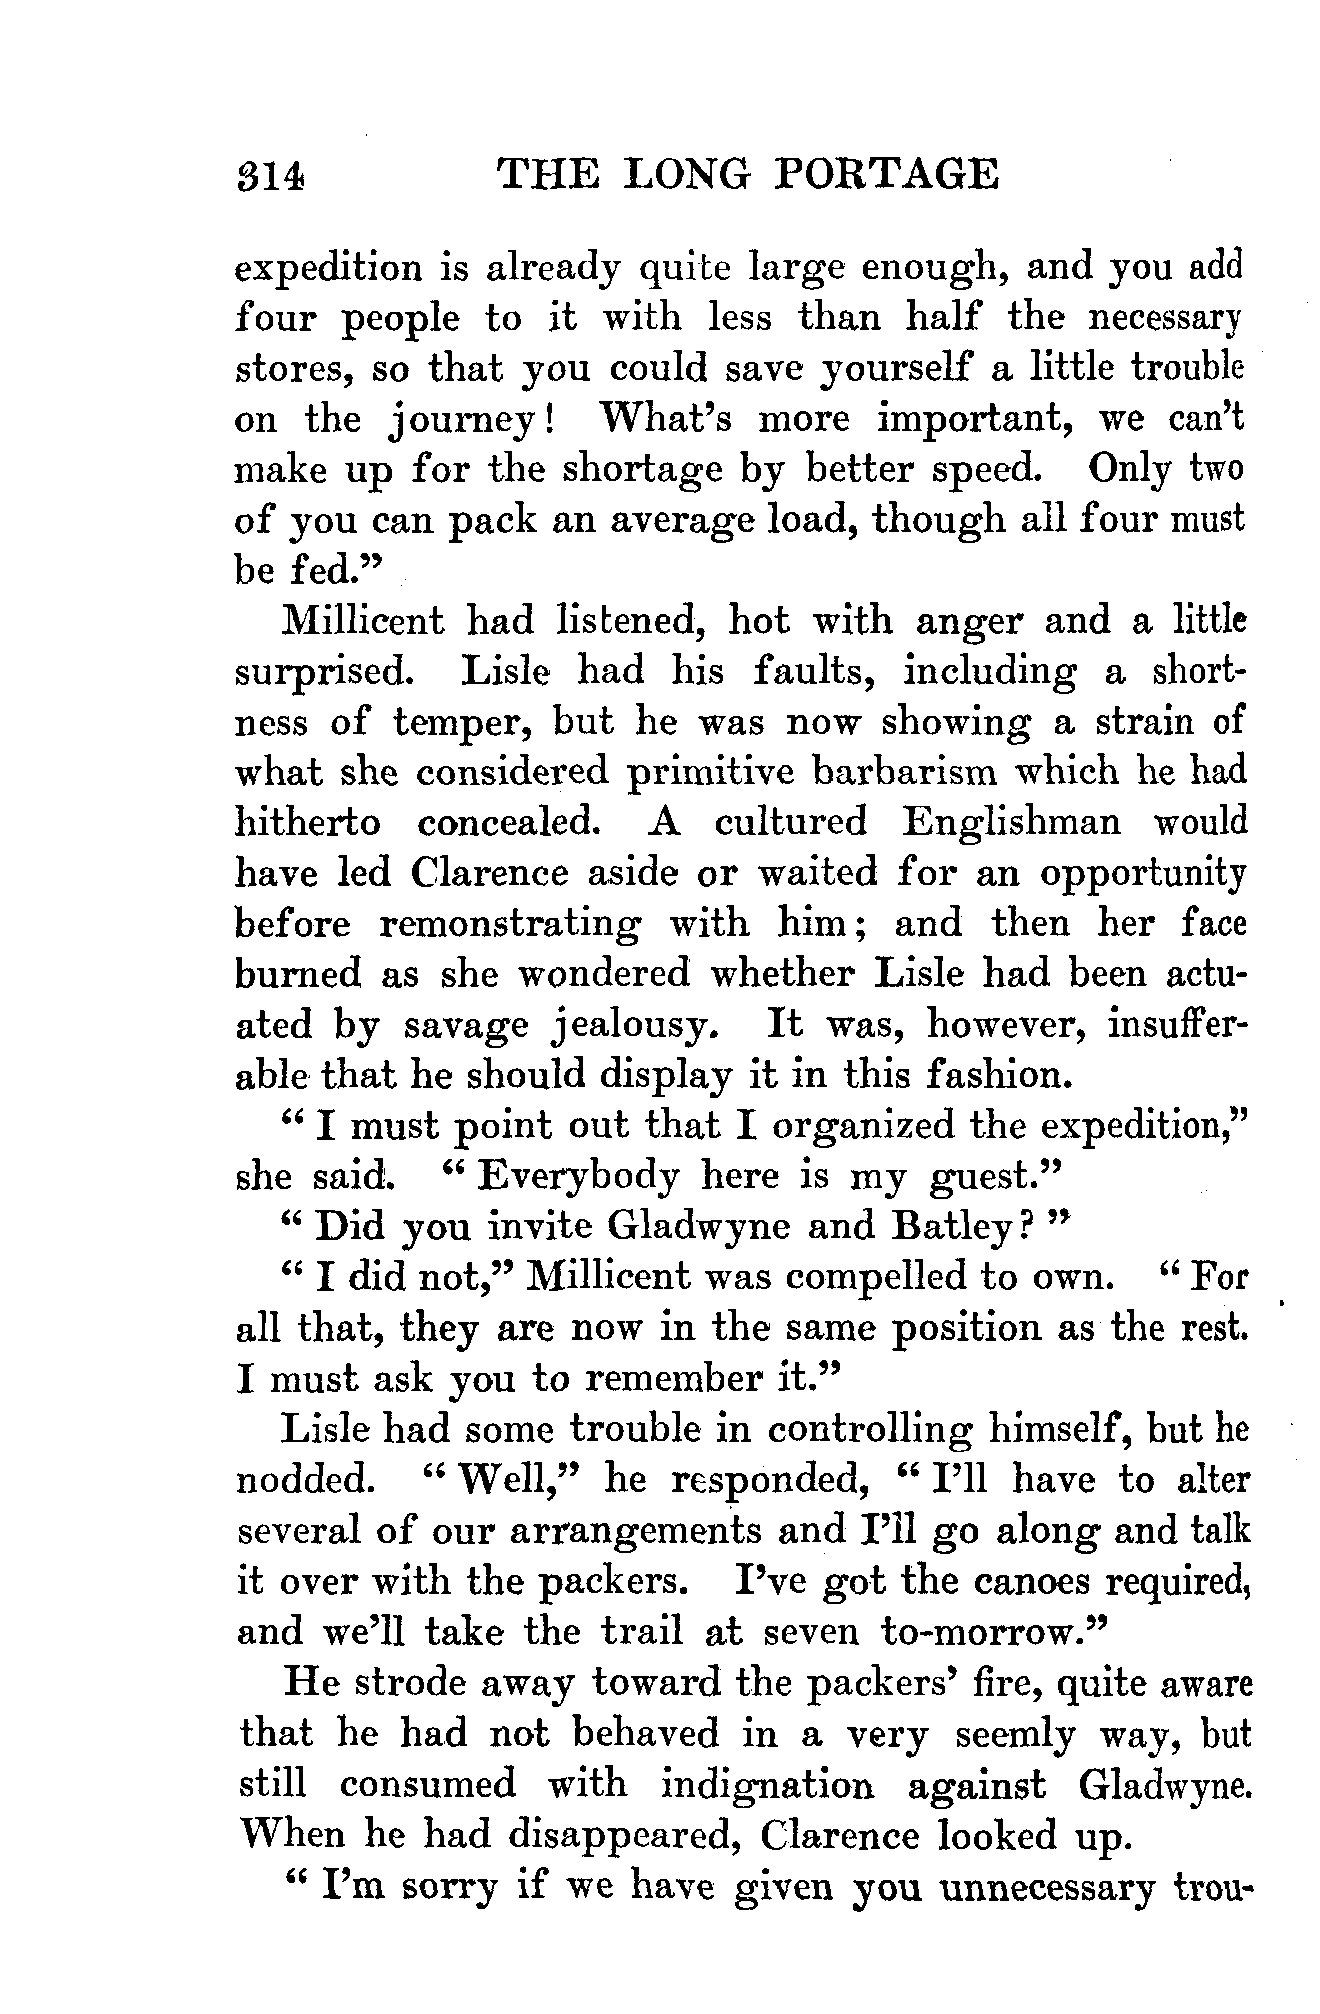 314 THE LONG PORTAGE
expedition is already quite large enough, and you add
four people to it with less than half the necessary
stores, so that you could save yourself a little trouble
on the journey! What's more important, we can't
make up for the shortage by better speed. Only two
of you can pack an average load, though all four must
be fed."
Millicent had listened, hot with anger and a little
surprised. Lisle had his faults, including a short-
ness of temper, but he was now showing a strain of
what she considered primitive barbarism which he had
hitherto concealed. A cultured Englishman would
have led Clarence aside or waited for an opportunity
before remonstrating with him; and then her face
burned as she wondered whether Lisle had been actu-
ated by savage jealousy. It was, however, insuffer-
able that he should display it in this fashion.
"I must point out that I organized the expedition,"
she said. "Everybody here is my guest."
"Did you invite Gladwyne and Batley?"
"I did not," Millicent was compelled to own. "For
all that, they are now in the same position as the rest.
I must ask you to remember it."
Lisle had some trouble in controlling himself, but he
nodded. "Well," he responded, "I'll have to alter
several of our arrangements and I'll go along and talk
it over with the packers. I've got the canoes required,
and we'll take the trail at seven to-morrow."
He strode away toward the packers' fire, quite aware
that he had not behaved in a very seemly way, but
still consumed with indignation against Gladwyne.
When he had disappeared, Clarence looked up.
"I'm sorry if we have given you unnecessary trou-